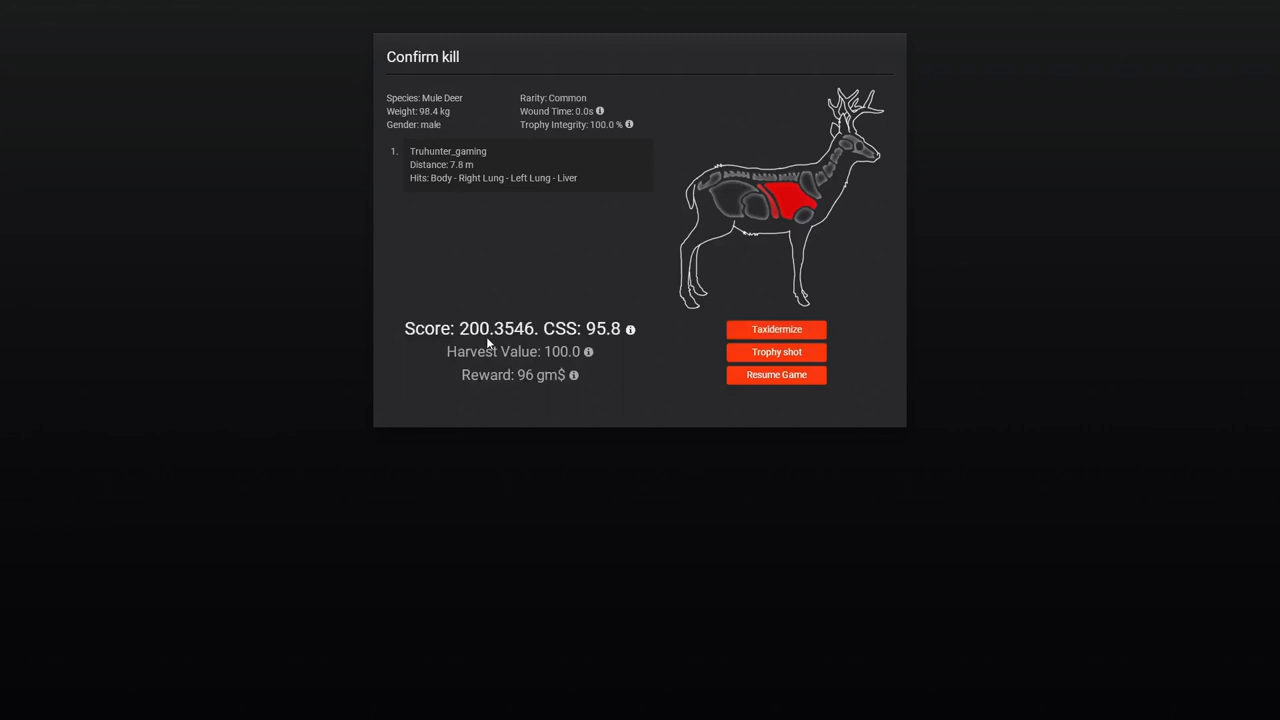 Confirm kill
Species: Mule Deer
Weight: 98.4 kg
Gender: male
Rarity: Common
Wound Time: 0.0s
Trophy Integrity: 100.0 %
1.
Truhunter_gaming
Distance: 7.8 m
Hits: Body - Right Lung - Left Lung - Liver
Score: 200.3546. CSS: 95.8
Harvest Value: 100.0
Reward: 96 gm$
Taxidermize
Trophy shot
Resume Game